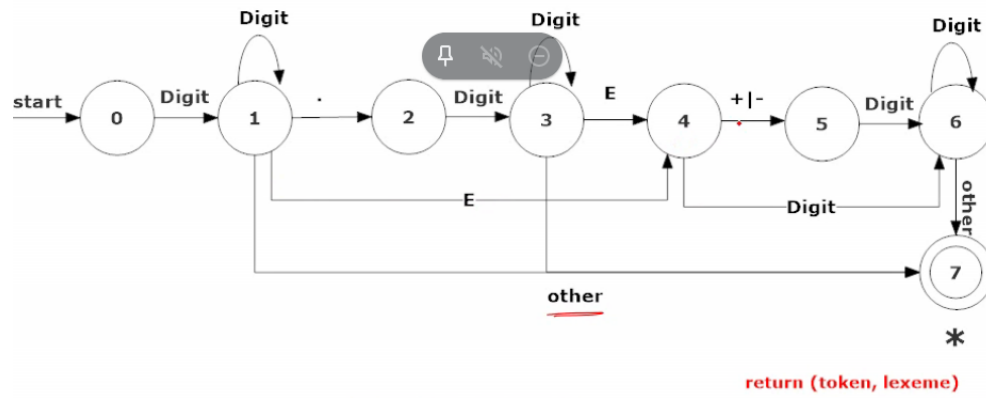 Digit Digit Digit
start Digit . Digit E +|- Digit
0 1 2 3 4 5 6
E Digit
other
7
other
*
return (token, lexeme)